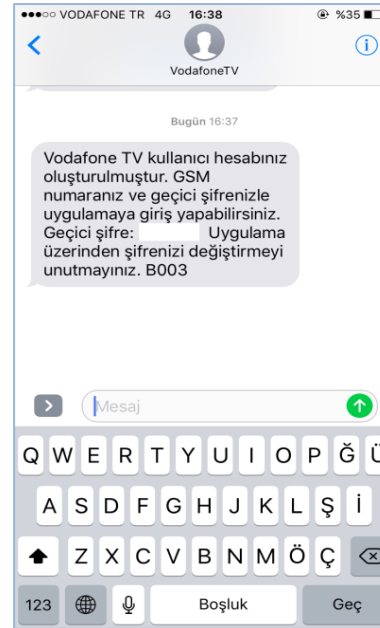 VODAFONE TR 4G 16:38 %35
VodafoneTV
Bugün 16:37
Vodafone TV kullanıcı hesabınız
oluşturulmuştur. GSM
numaranız ve geçici şifrenizle
uygulamaya giriş yapabilirsiniz.
Geçici şifre: Uygulama
üzerinden şifrenizi değiştirmeyi
unutmayınız. B003
Mesaj
Q W E R T Y U I O P Ğ Ü
A S D F G H J K L Ş İ
Z X C V B N M Ö Ç
123 Boşluk Geç